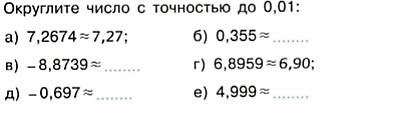 Округлите число с точностью до 0,01:
а) 7,2674≈7,27; б) 0,355≈ ........
в) –8,8739≈ ........ г) 6,8959≈6,90;
д) –0,697≈ ........ е) 4,999≈ ........